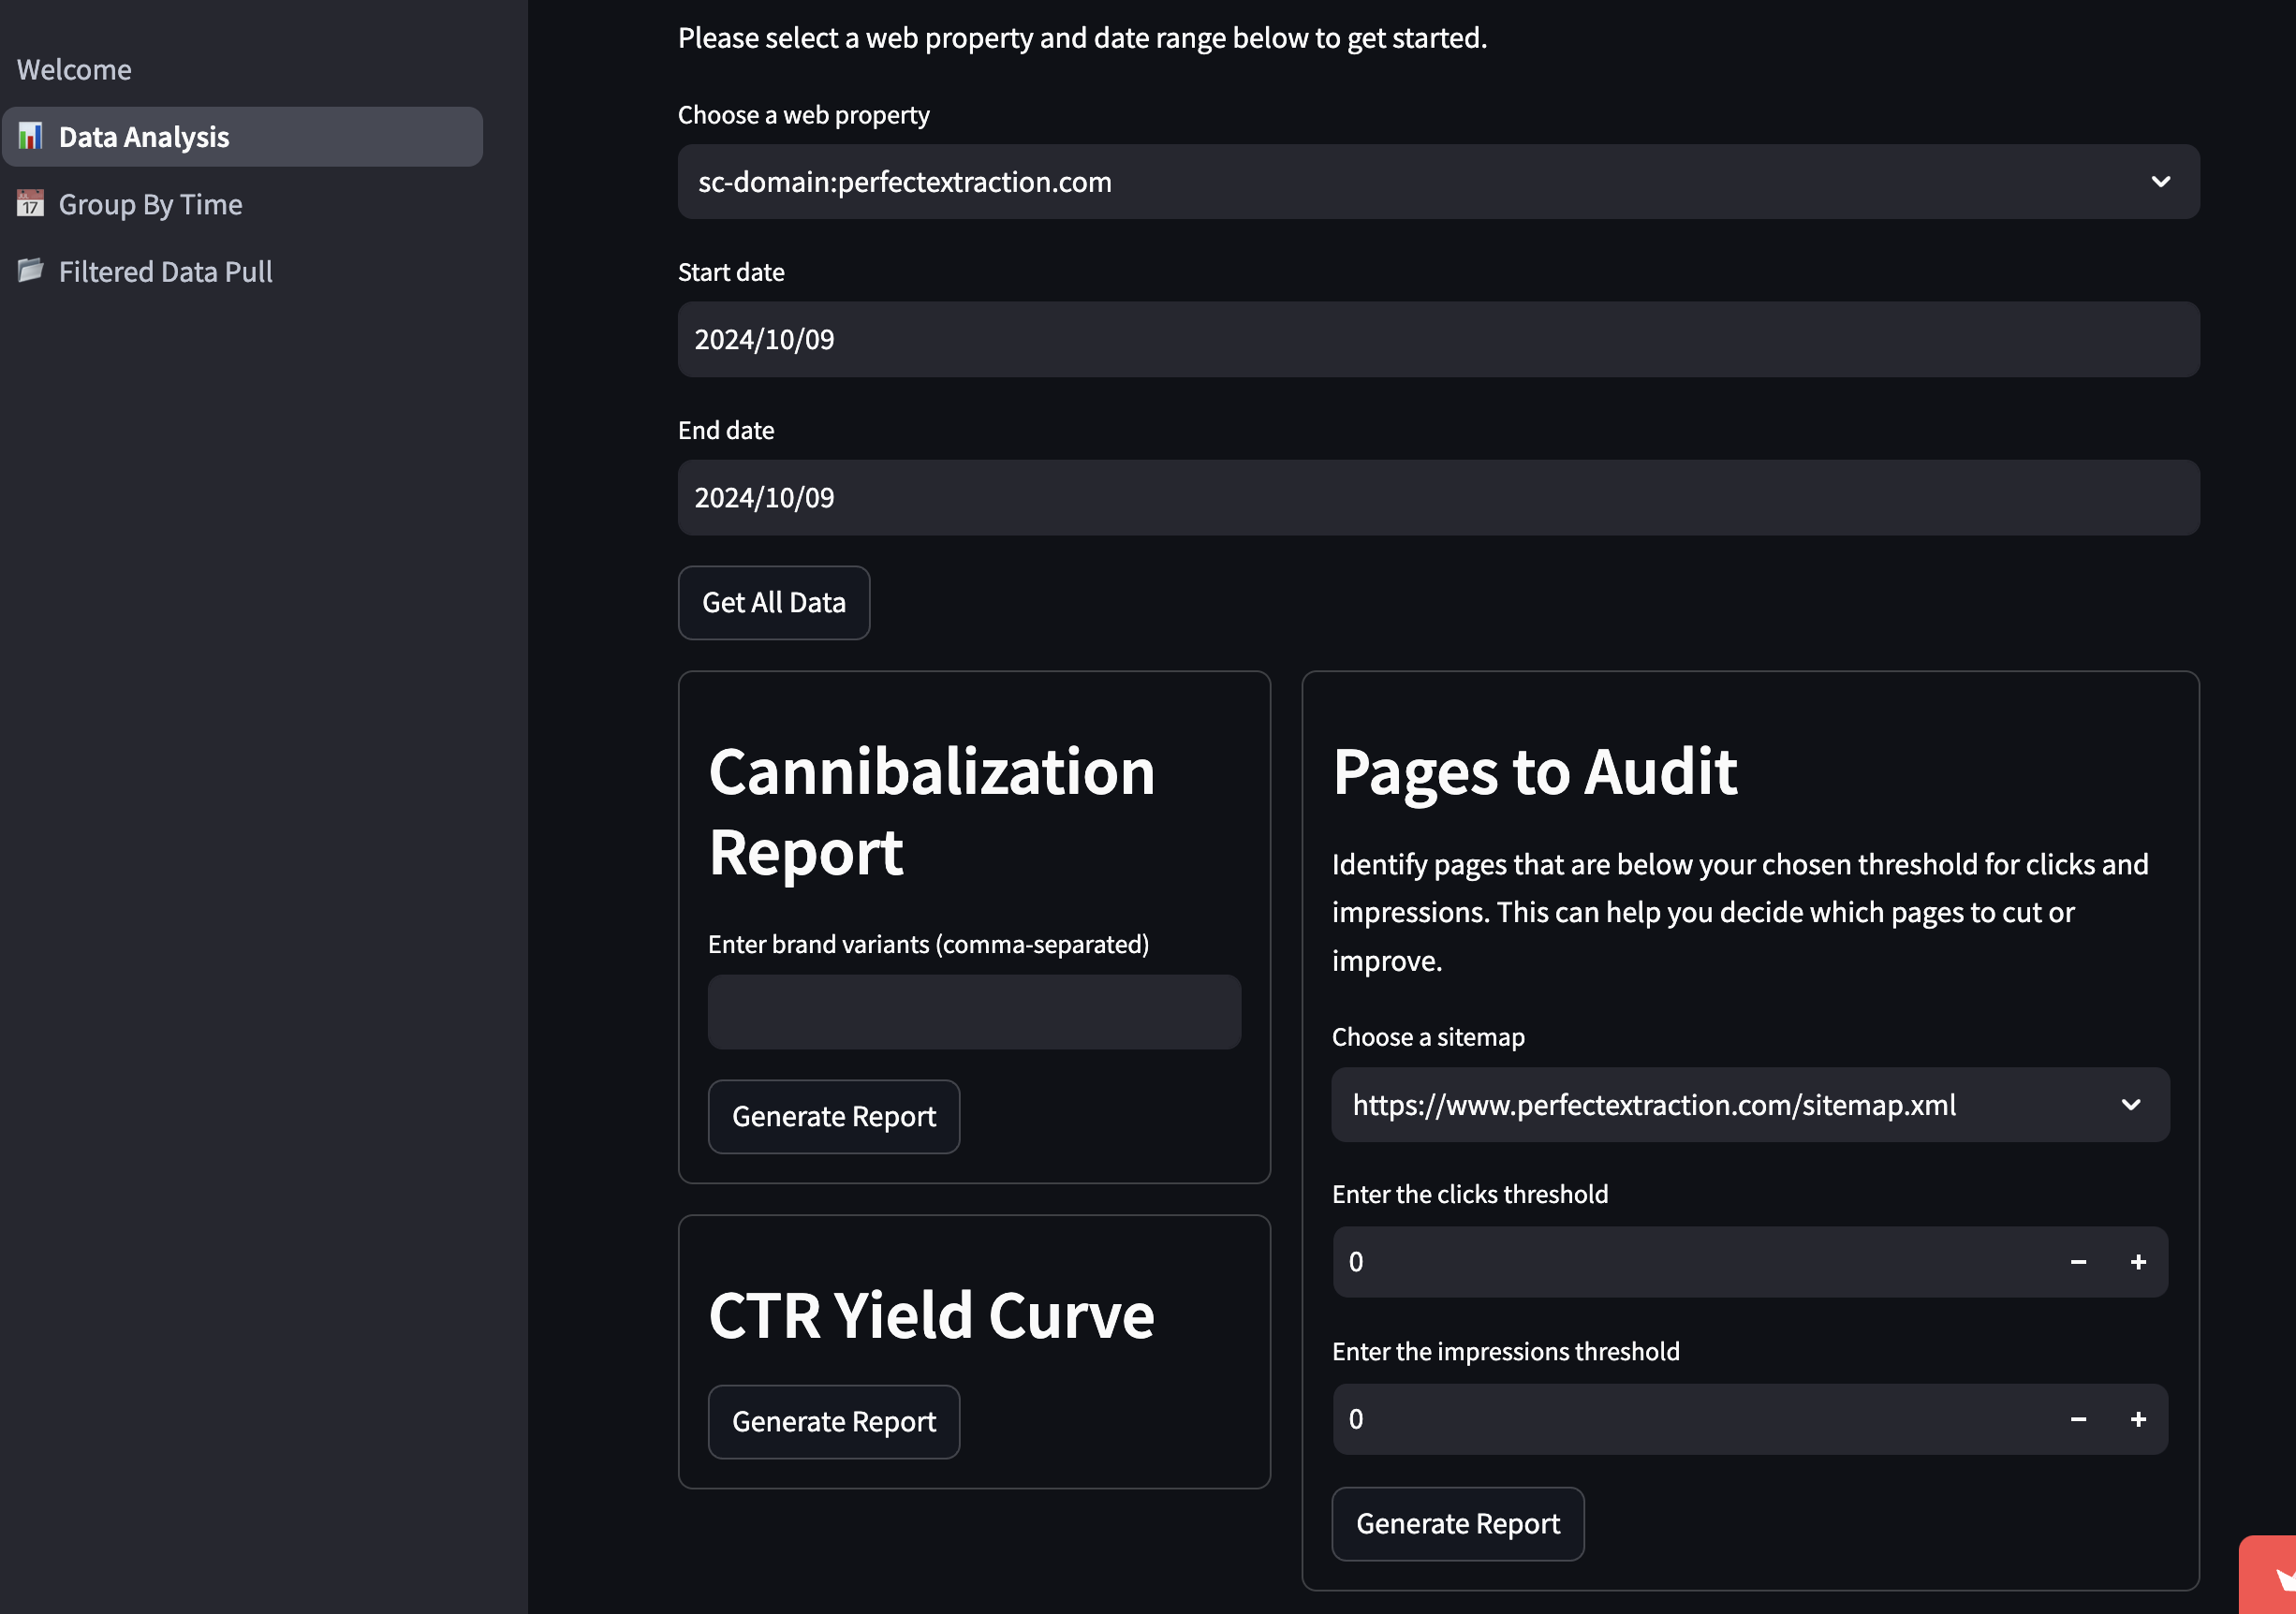 Welcome
Data Analysis
17
Group By Time
Filtered Data Pull
Please select a web property and date range below to get started.
Choose a web property
sc-domain:perfectextraction.com
Start date
2024/10/09
End date
2024/10/09
Get All Data
Cannibalization
Report
Enter brand variants (comma-separated)
Generate Report
CTR Yield Curve
Generate Report
Pages to Audit
Identify pages that are below your chosen threshold for clicks and
impressions. This can help you decide which pages to cut or
improve.
Choose a sitemap
https://www.perfectextraction.com/sitemap.xml
Enter the clicks threshold
0
Enter the impressions threshold
0
Generate Report